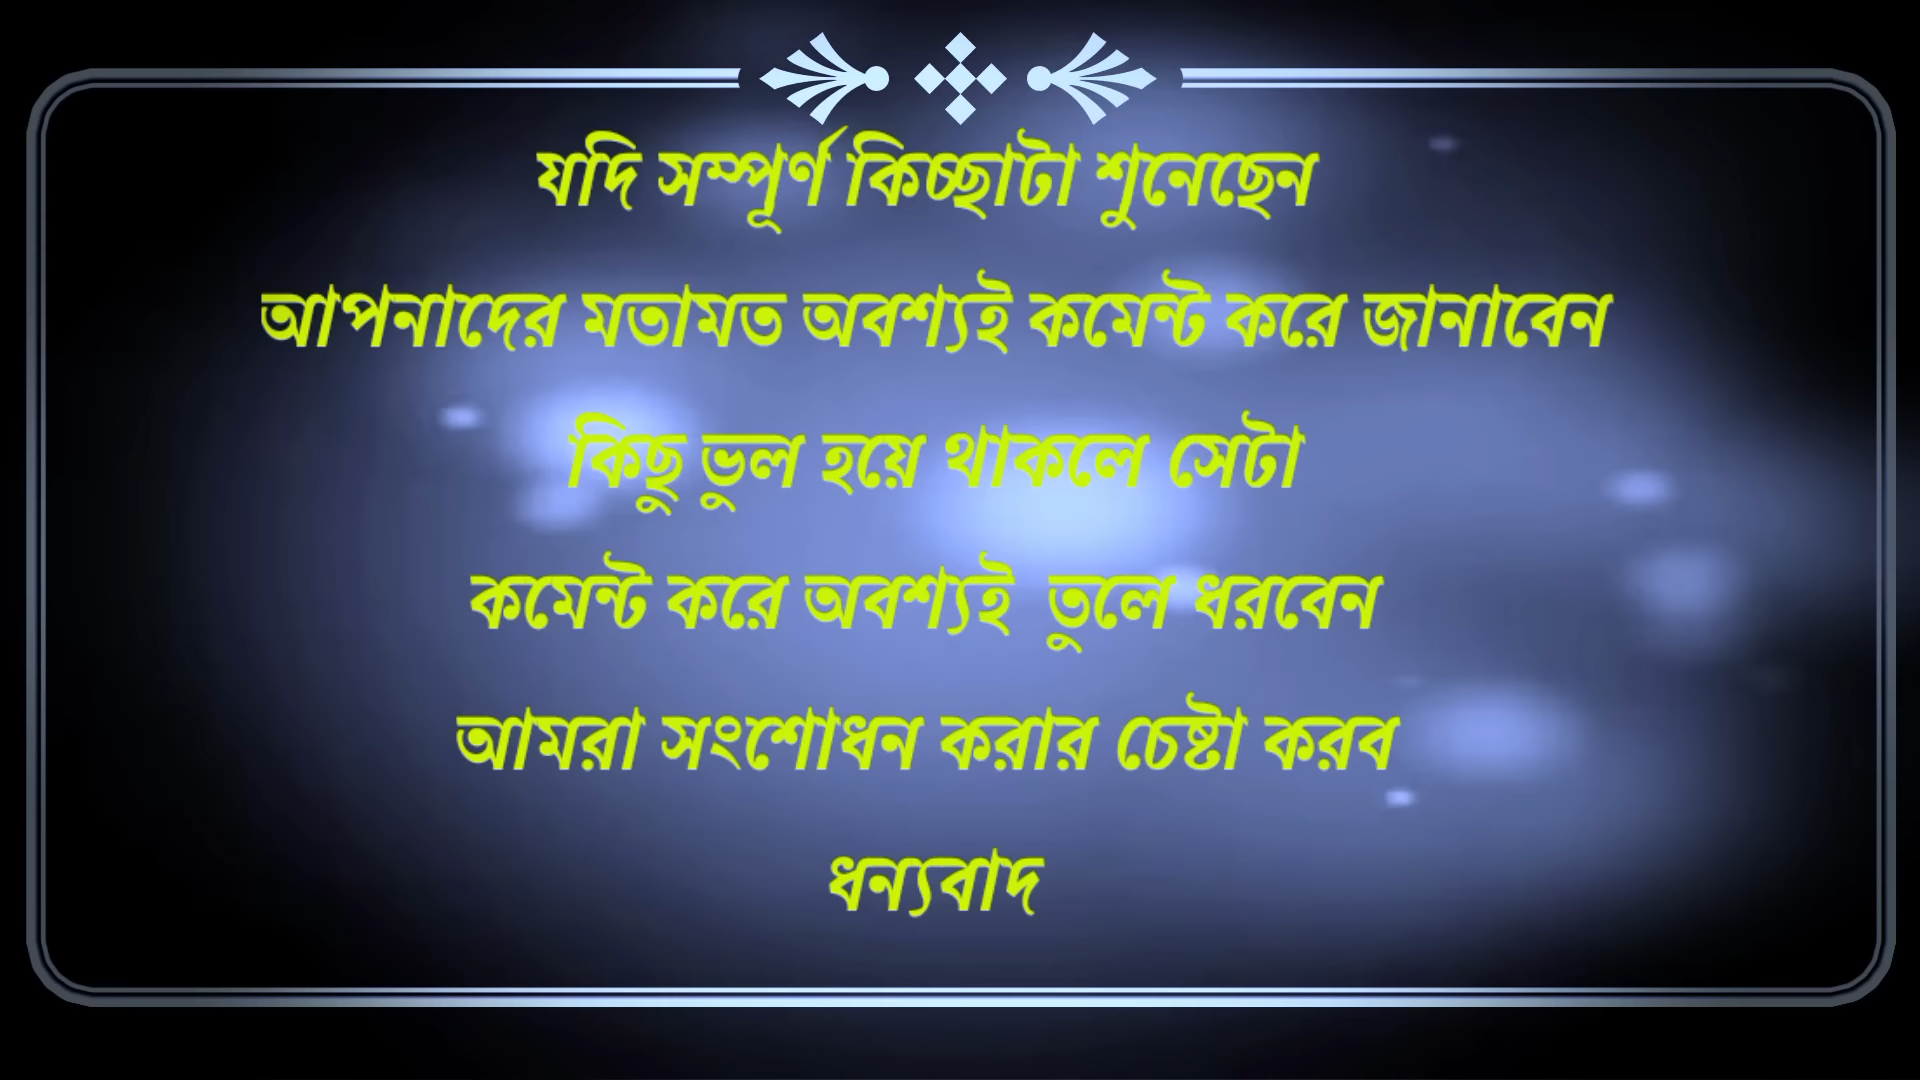 যদি সম্পূর্ণ কিচ্ছাটা শুনেছেন
আপনাদের মতামত অবশ্যই কমেন্ট করে জানাবেন
কিছু ভুল হয়ে থাকলে সেটা
কমেন্ট করে অবশ্যই তুলে ধরবেন
আমরা সংশোধন করার চেষ্টা করব
ধন্যবাদ